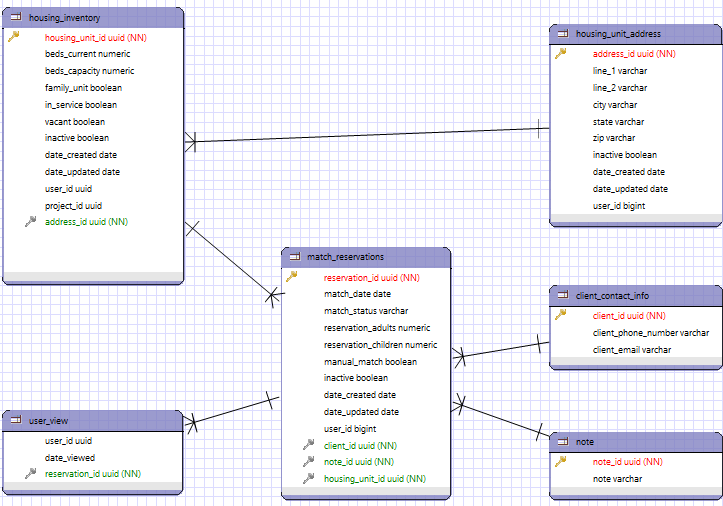 housing_inventory
housing_unit_id uuid (NN)
beds_current numeric
beds_capacity numeric
family_unit boolean
in_service boolean
vacant boolean
inactive boolean
date_created date
date_updated date
user_id uuid
project_id uuid
address_id uuid (NN)
housing_unit_address
address_id uuid (NN)
line_1 varchar
line_2 varchar
city varchar
state varchar
zip varchar
inactive boolean
date_created date
date_updated date
user_id bigint
match_reservations
reservation_id uuid (NN)
match_date date
match_status varchar
reservation_adults numeric
reservation_children numeric
manual_match boolean
inactive boolean
date_created date
date_updated date
user_id bigint
client_id uuid (NN)
note_id uuid (NN)
housing_unit_id uuid (NN)
client_contact_info
client_id uuid (NN)
client_phone_number varchar
client_email varchar
user_view
user_id uuid
date_viewed
reservation_id uuid (NN)
note
note_id uuid (NN)
note varchar